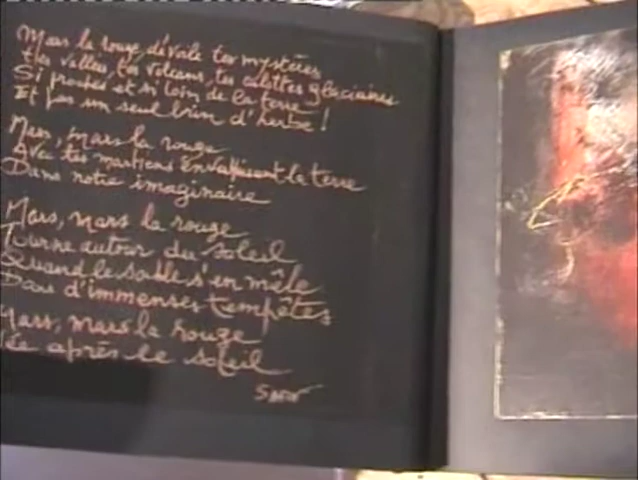 Mars la rouge, dévoile tes mystères
tes vallées, tes volcans, tes calottes glaciaires
Si proches et si loin de la terre
Et pas un seul brin d'herbe !
Mars, mars la rouge
Avec tes martiens envahissant la terre
Dans notre imaginaire
Mars, mars la rouge
Tourne autour du soleil
Quand le sable s'en mêle
Dans d'immenses tempêtes
Mars, mars la rouge
après le soleil